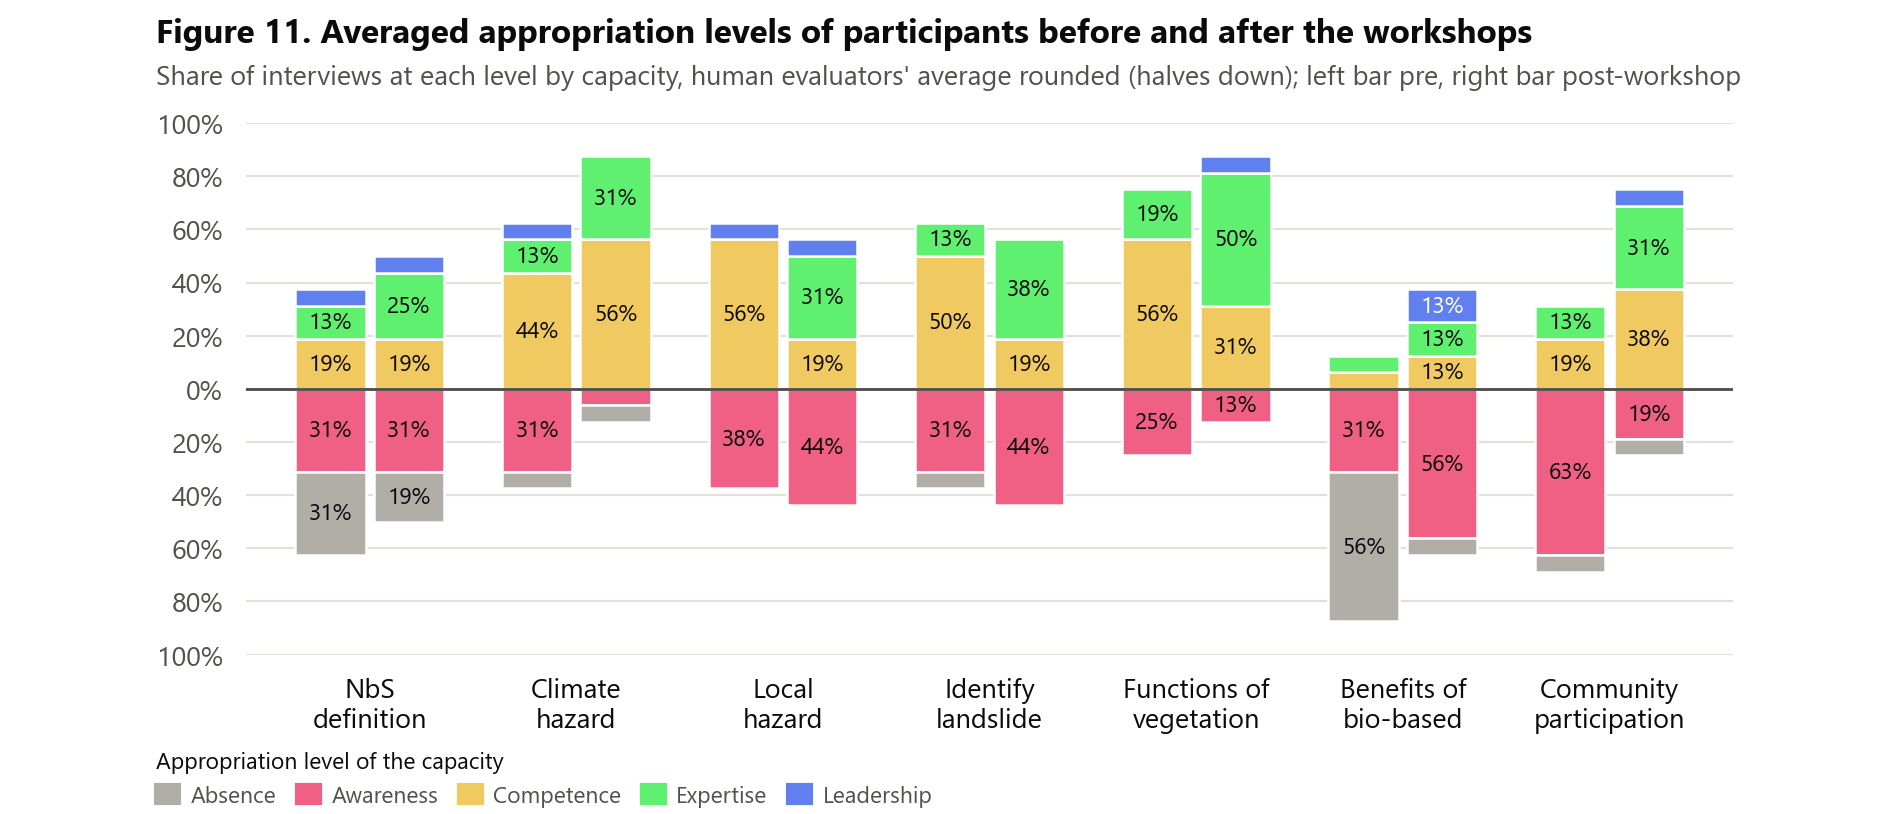 Figure 11. Averaged appropriation levels of participants before and after the workshops
Share of interviews at each level by capacity, human evaluators' average rounded (halves down); left bar pre, right bar post-workshop
100%
80%
60%
40%
20%
0%
20%
40%
60%
80%
100%
13%
19%
31%
31%
25%
19%
31%
19%
13%
44%
31%
31%
56%
56%
38%
31%
19%
44%
13%
50%
31%
38%
19%
44%
19%
56%
25%
50%
31%
13%
31%
56%
13%
13%
13%
56%
13%
19%
63%
31%
38%
19%
NbS
definition
Climate
hazard
Local
hazard
Identify
landslide
Functions of
vegetation
Benefits of
bio-based
Community
participation
Appropriation level of the capacity
Absence
Awareness
Competence
Expertise
Leadership